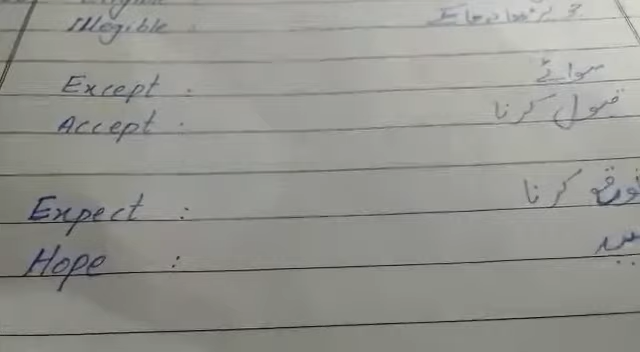 Illegible :
Except : سوائے
Accept : قبول کرنا
Expect : توقع کرنا
Hope :